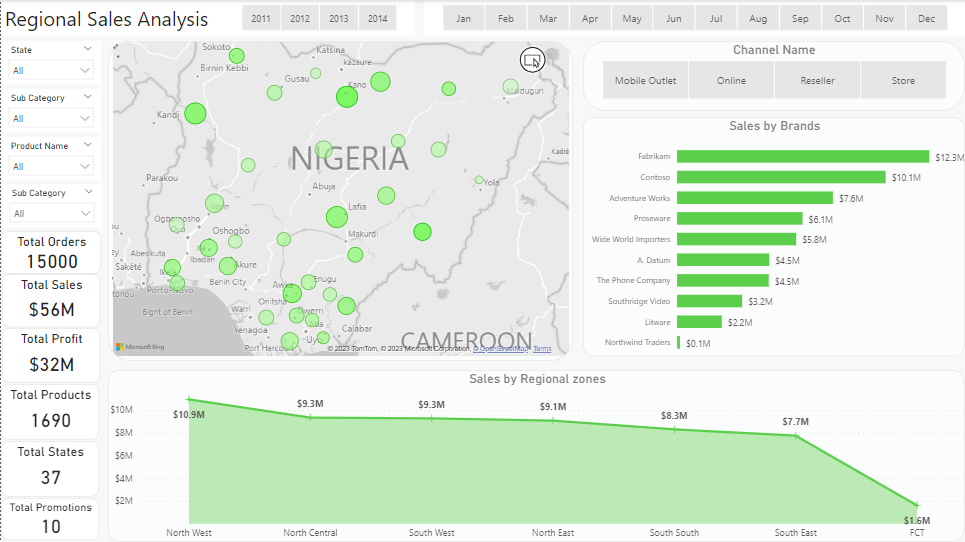 Regional Sales Analysis
2011 2012 2013 2014
Jan Feb Mar Apr May Jun Jul Aug Sep Oct Nov Dec
State
All
Sub Category
All
Product Name
All
Sub Category
All
Total Orders
15000
Total Sales
$56M
Total Profit
$32M
Total Products
1690
Total States
37
Total Promotions
10
Sokoto
Katsina
Birnin Kebbi
kazaure
Gusau
Kano
Maiduguri
Kandi
NIGERIA
Kaélé
Parakou
Abuja
Yola
Ilorin
Lafia
Ogbomosho
Oyo
Oshogbo
Makurdi
Abeokuta
Ile
Ibadan
Akure
Sakété
Ikeja
Benin City
Enugu
Awka
Porto-Novo
Onitsha
Bight of Benin
Warri
Owerri
Aba
Calabar
Yenagoa
Uyo
Port Harcourt
CAMEROON
Microsoft Bing
© 2023 TomTom, © 2023 Microsoft Corporation, © OpenStreetMap Terms
Channel Name
Mobile Outlet Online Reseller Store
Sales by Brands
Fabrikam $12.3M
Contoso $10.1M
Adventure Works $7.6M
Proseware $6.1M
Wide World Importers $5.8M
A. Datum $4.5M
The Phone Company $4.5M
Southridge Video $3.2M
Litware $2.2M
Northwind Traders $0.1M
Sales by Regional zones
$10M
$8M
$6M
$4M
$2M
$10.9M $9.3M $9.3M $9.1M $8.3M $7.7M $1.6M
North West North Central South West North East South South South East FCT